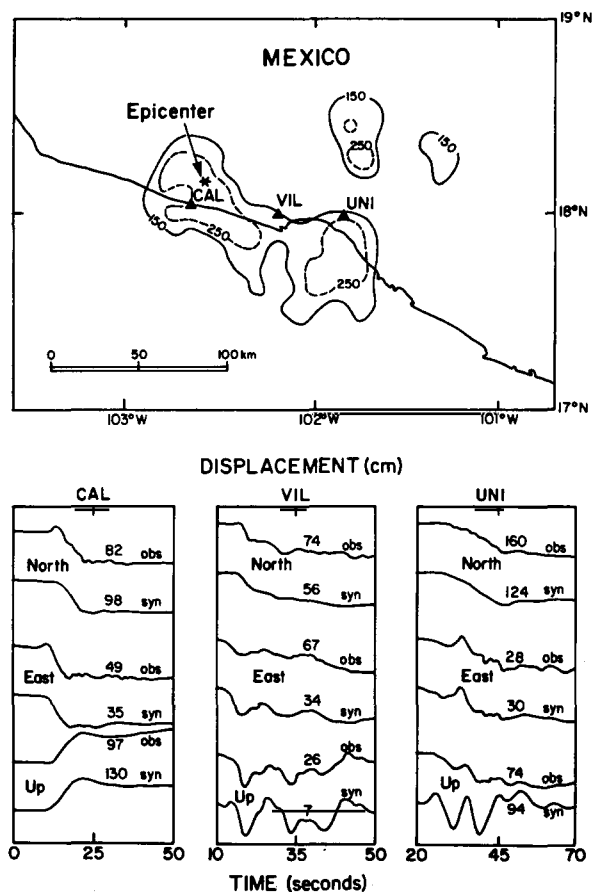 19°N
MEXICO
150
Epicenter
250
150
CAL
VIL
UNI
18°N
150
250
250
0 50 100 km
17°N
103°W 102°W 101°W
DISPLACEMENT (cm)
CAL VIL UNI
82 obs
North
98 syn
49 obs
East
35 syn
97 obs
130 syn
Up
0 25 50
74 obs
North
56 syn
67 obs
East
34 syn
26 obs
Up syn
7
10 35 50
160 obs
North
124 syn
28 obs
East
30 syn
74 obs
Up
94 syn
20 45 70
TIME (seconds)